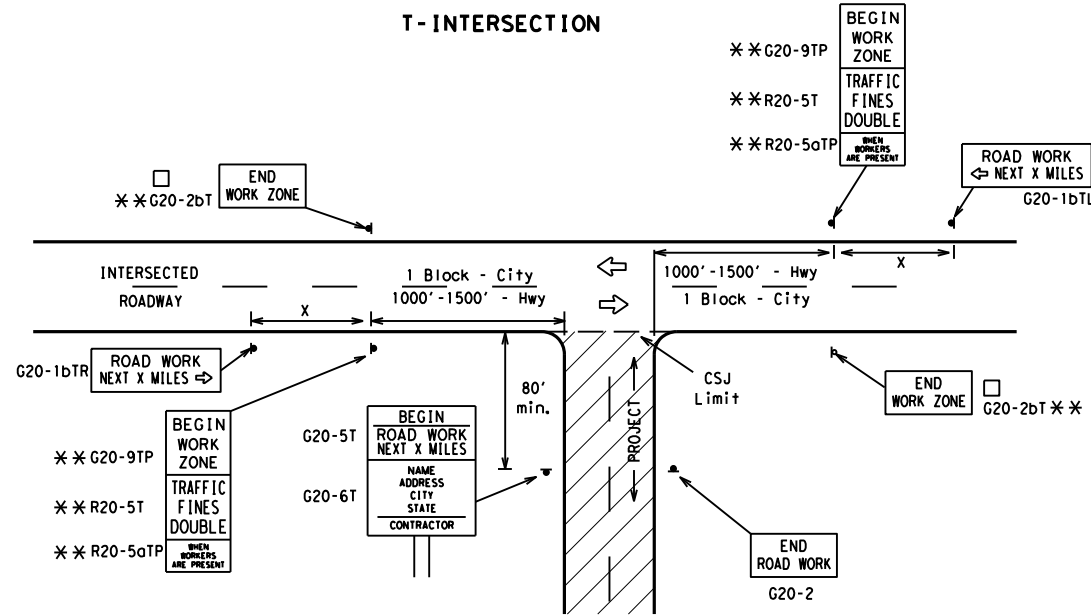 T-INTERSECTION
**G20-9TP
BEGIN
WORK
ZONE
**R20-5T
TRAFFIC
FINES
DOUBLE
**R20-5aTP
WHEN
WORKERS
ARE PRESENT
ROAD WORK
⇦ NEXT X MILES
G20-1bTL
□
**G20-2bT
END
WORK ZONE
INTERSECTED
ROADWAY
X
1 Block - City
1000'-1500' - Hwy
⇦
⇨
1000'-1500' - Hwy
1 Block - City
X
G20-1bTR
ROAD WORK
NEXT X MILES ⇨
80'
min.
CSJ
Limit
PROJECT
END
WORK ZONE
□
G20-2bT **
**G20-9TP
BEGIN
WORK
ZONE
**R20-5T
TRAFFIC
FINES
DOUBLE
**R20-5aTP
WHEN
WORKERS
ARE PRESENT
G20-5T
BEGIN
ROAD WORK
NEXT X MILES
G20-6T
NAME
ADDRESS
CITY
STATE
CONTRACTOR
END
ROAD WORK
G20-2